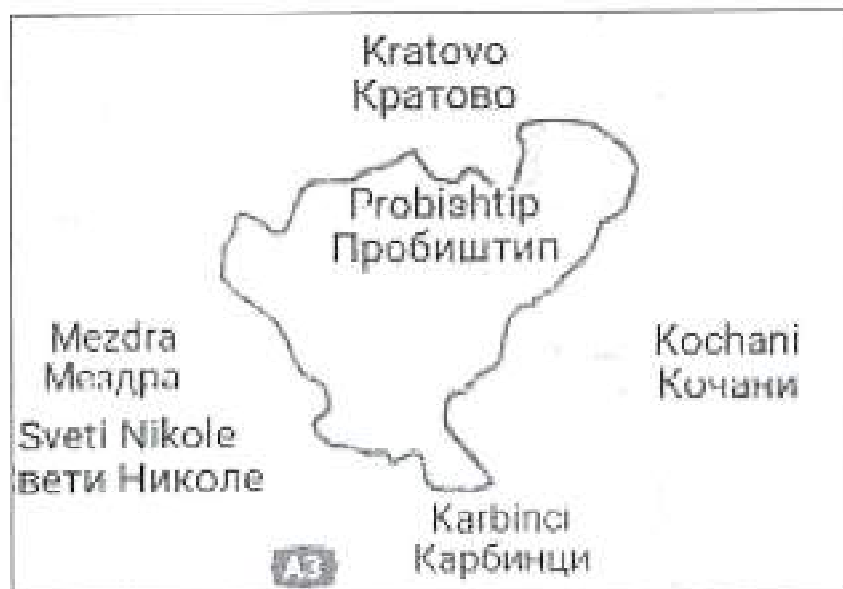 Kratovo
Кратово
Probishtip
Пробиштип
Mezdra
Мездра
Kochani
Кочани
Sveti Nikole
вети Николе
Karbinci
Карбинци
A3